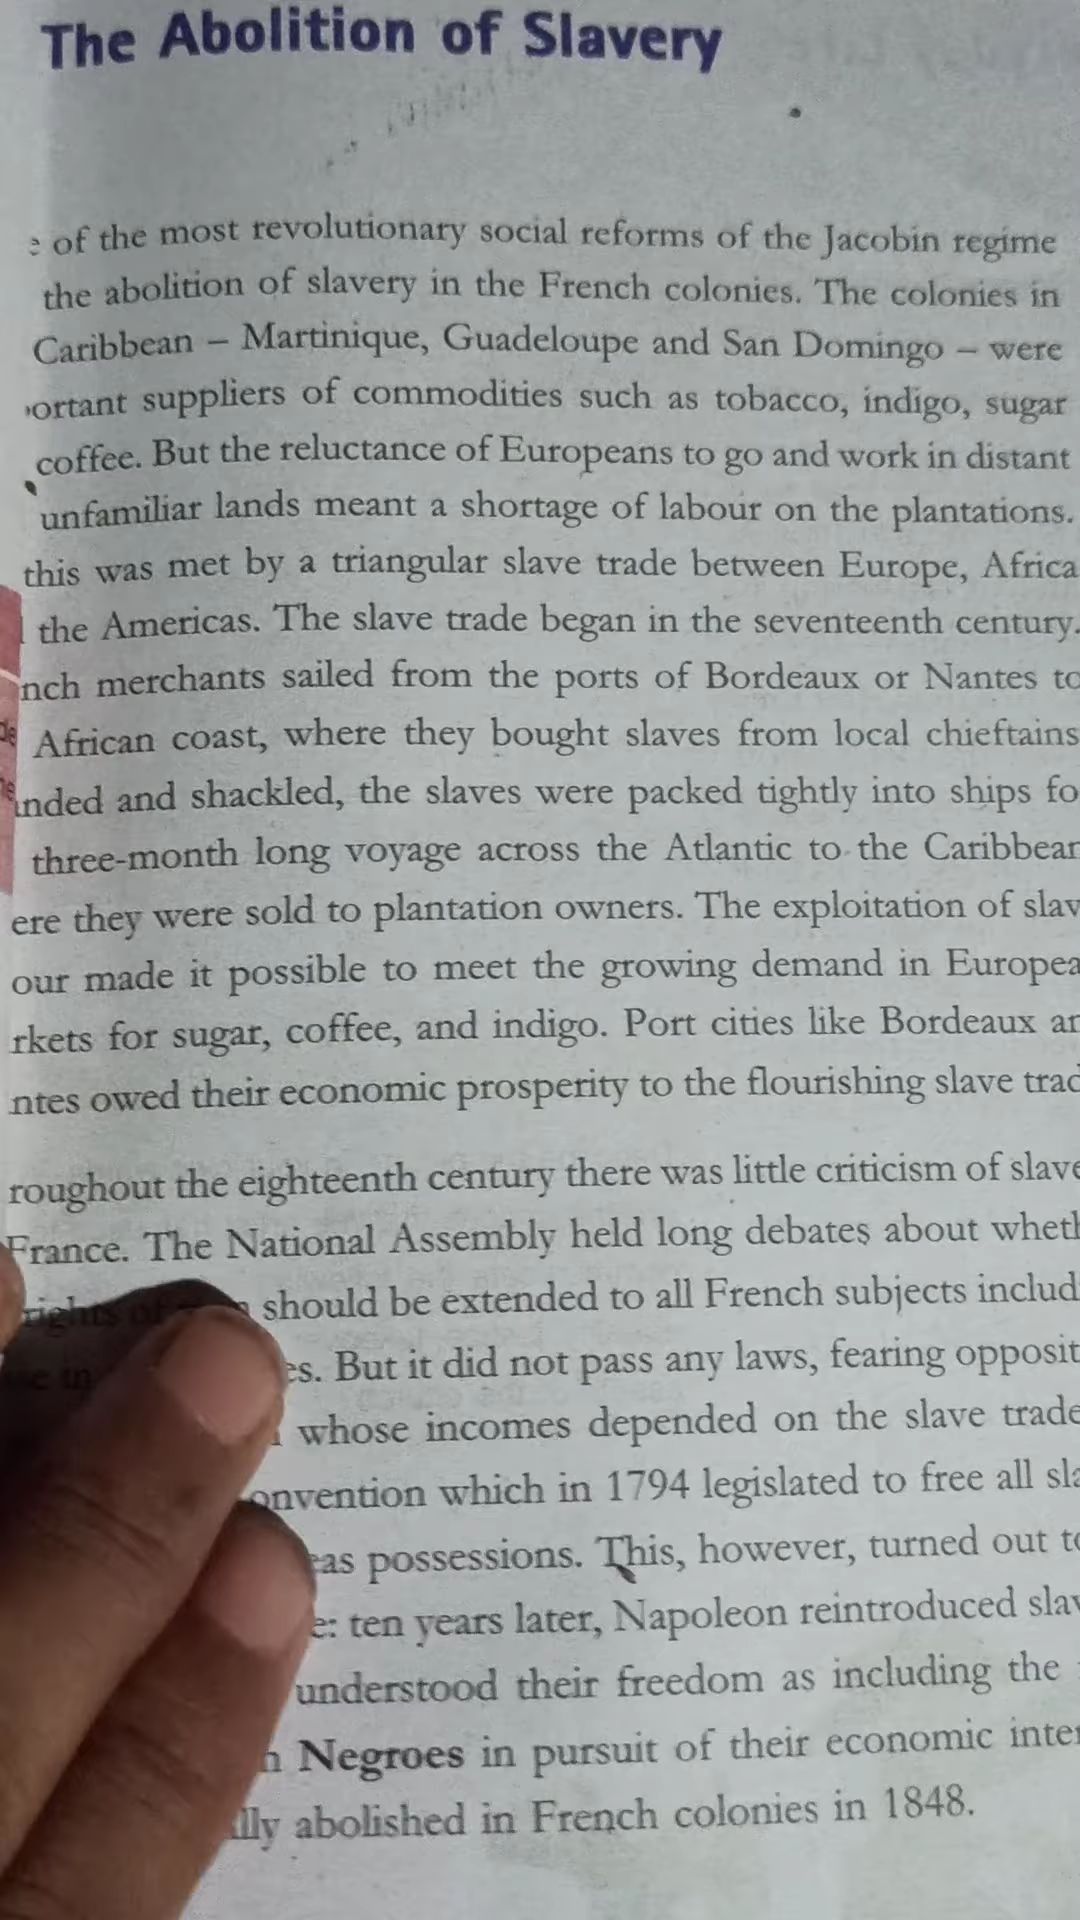 The Abolition of Slavery
of the most revolutionary social reforms of the Jacobin regime
the abolition of slavery in the French colonies. The colonies in
Caribbean – Martinique, Guadeloupe and San Domingo – were
ortant suppliers of commodities such as tobacco, indigo, sugar
coffee. But the reluctance of Europeans to go and work in distant
unfamiliar lands meant a shortage of labour on the plantations.
this was met by a triangular slave trade between Europe, Africa
the Americas. The slave trade began in the seventeenth century.
nch merchants sailed from the ports of Bordeaux or Nantes to
African coast, where they bought slaves from local chieftains
nded and shackled, the slaves were packed tightly into ships fo
three-month long voyage across the Atlantic to the Caribbean
ere they were sold to plantation owners. The exploitation of slav
our made it possible to meet the growing demand in Europea
rkets for sugar, coffee, and indigo. Port cities like Bordeaux an
ntes owed their economic prosperity to the flourishing slave trad
roughout the eighteenth century there was little criticism of slave
France. The National Assembly held long debates about wheth
rights of should be extended to all French subjects includ
es. But it did not pass any laws, fearing opposit
whose incomes depended on the slave trade
onvention which in 1794 legislated to free all sla
eas possessions. This, however, turned out to
e: ten years later, Napoleon reintroduced slav
understood their freedom as including the
n Negroes in pursuit of their economic inter
lly abolished in French colonies in 1848.